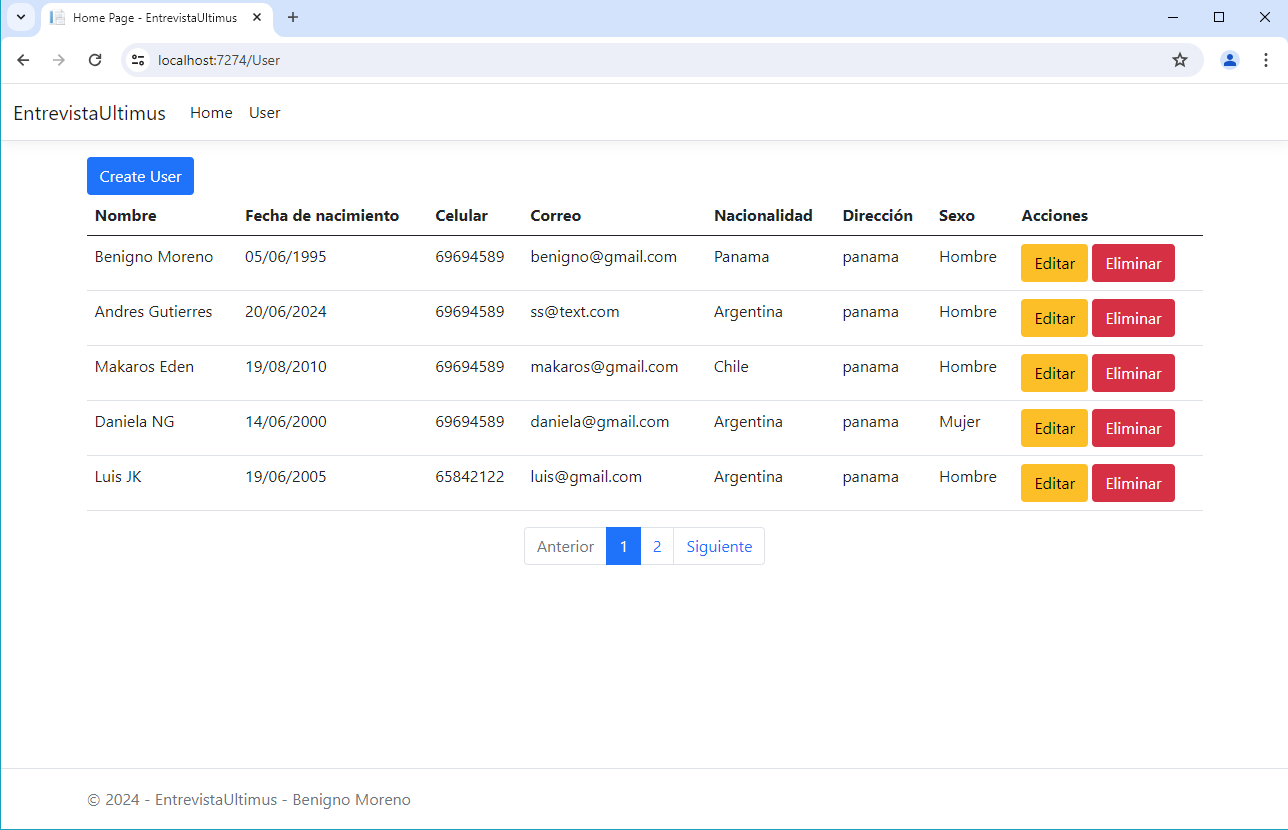 Home Page - EntrevistaUltimus
localhost:7274/User
EntrevistaUltimus Home User
Create User
Nombre Fecha de nacimiento Celular Correo Nacionalidad Dirección Sexo Acciones
Benigno Moreno 05/06/1995 69694589 benigno@gmail.com Panama panama Hombre Editar Eliminar
Andres Gutierres 20/06/2024 69694589 ss@text.com Argentina panama Hombre Editar Eliminar
Makaros Eden 19/08/2010 69694589 makaros@gmail.com Chile panama Hombre Editar Eliminar
Daniela NG 14/06/2000 69694589 daniela@gmail.com Argentina panama Mujer Editar Eliminar
Luis JK 19/06/2005 65842122 luis@gmail.com Argentina panama Hombre Editar Eliminar
Anterior 1 2 Siguiente
© 2024 - EntrevistaUltimus - Benigno Moreno